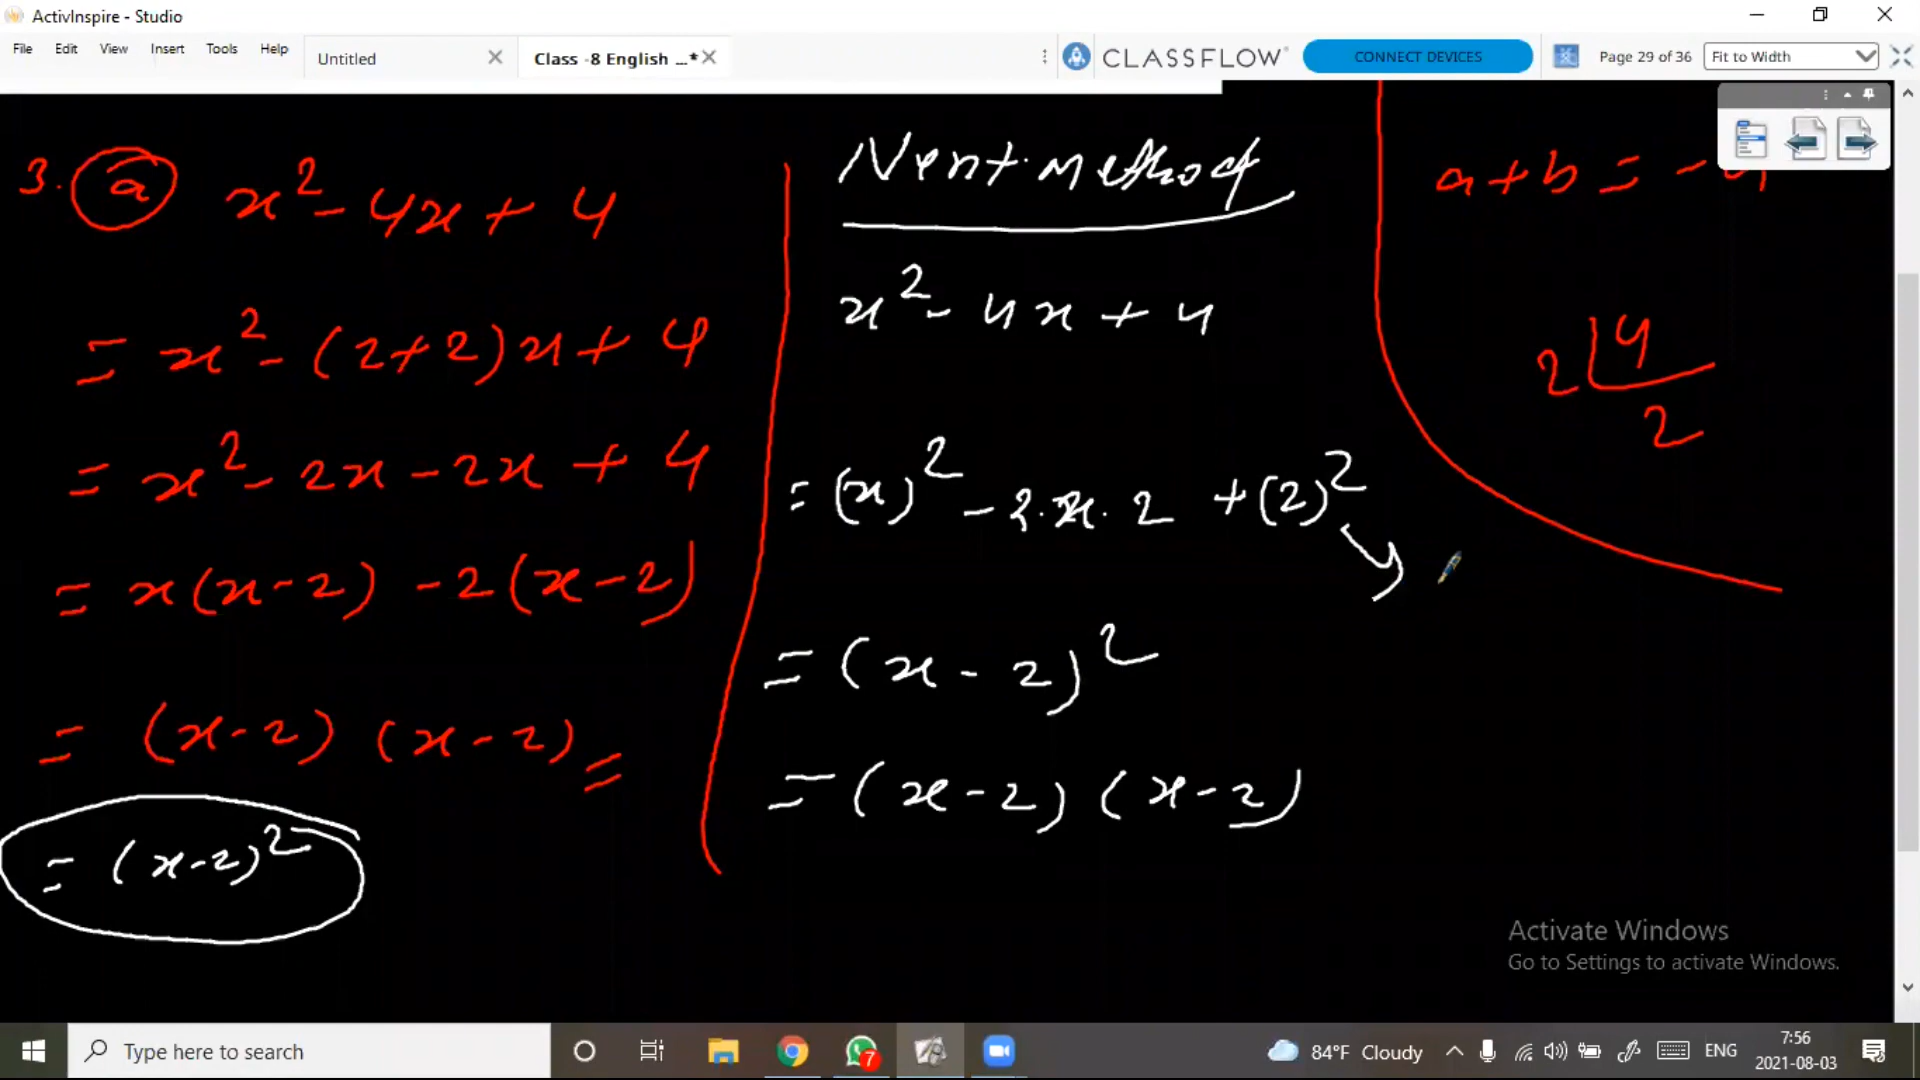 ActivInspire - Studio
File Edit View Insert Tools Help
Untitled
Class -8 English ...*
CLASSFLOW
CONNECT DEVICES
Page 29 of 36
Fit to Width
3. (a) x² - 4x + 4
= x² - (2+2)x + 4
= x² - 2x - 2x + 4
= x(x-2) - 2(x-2)
= (x-2) (x-2) =
= (x-2)²
Next method
x² - 4x + 4
= (x)² - 2.x.2 + (2)²
= (x - 2)²
= (x - 2) (x - 2)
a + b = - 4
2 4
2
Activate Windows
Go to Settings to activate Windows.
Type here to search
7
84°F Cloudy
ENG
7:56
2021-08-03